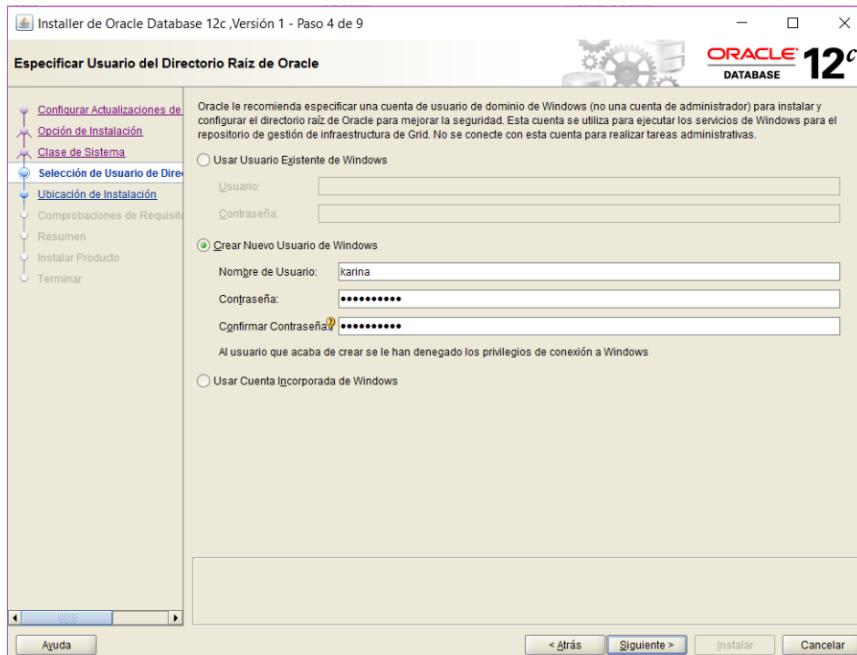 Installer de Oracle Database 12c ,Versión 1 - Paso 4 de 9
Especificar Usuario del Directorio Raíz de Oracle
ORACLE
DATABASE
12c
Configurar Actualizaciones de
Opción de Instalación
Clase de Sistema
Selección de Usuario de Dire
Ubicación de Instalación
Comprobaciones de Requisit
Resumen
Instalar Producto
Terminar
Oracle le recomienda especificar una cuenta de usuario de dominio de Windows (no una cuenta de administrador) para instalar y
configurar el directorio raíz de Oracle para mejorar la seguridad. Esta cuenta se utiliza para ejecutar los servicios de Windows para el
repositorio de gestión de infraestructura de Grid. No se conecte con esta cuenta para realizar tareas administrativas.
Usar Usuario Existente de Windows
Usuario:
Contraseña:
Crear Nuevo Usuario de Windows
Nombre de Usuario: karina
Contraseña: ••••••••••
Confirmar Contraseña: ••••••••••
Al usuario que acaba de crear se le han denegado los privilegios de conexión a Windows
Usar Cuenta Incorporada de Windows
Ayuda
< Atrás
Siguiente >
Instalar
Cancelar